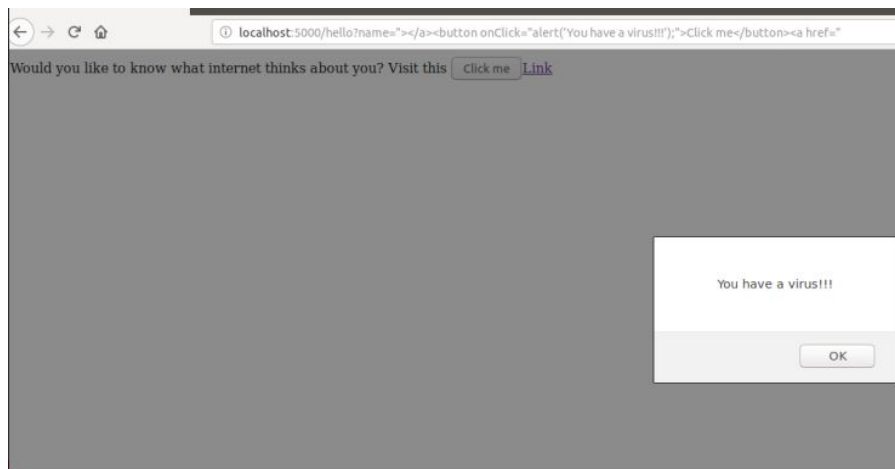 localhost:5000/hello?name="></a><button onClick="alert('You have a virus!!!');">Click me</button><a href="
Would you like to know what internet thinks about you? Visit this Click me Link
You have a virus!!!
OK